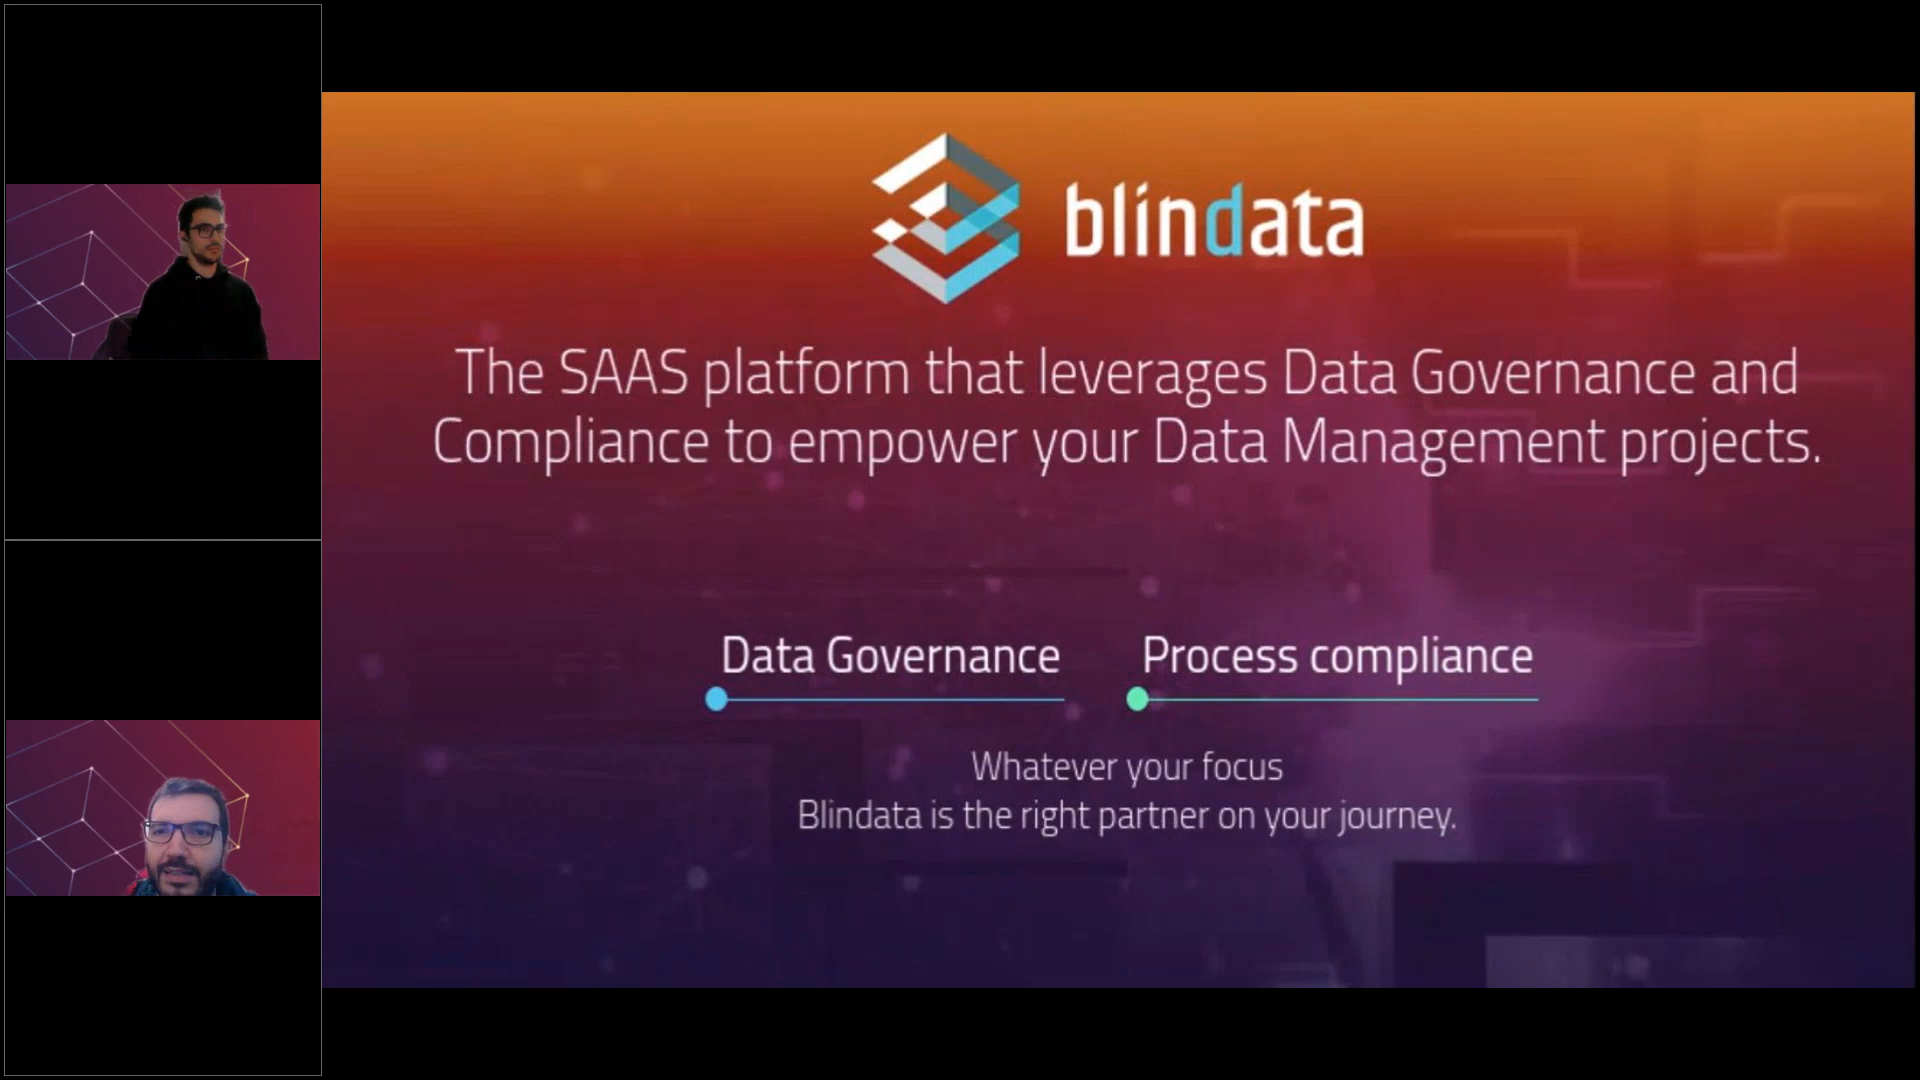 blindata
The SAAS platform that leverages Data Governance and
Compliance to empower your Data Management projects.
Data Governance
Process compliance
Whatever your focus
Blindata is the right partner on your journey.